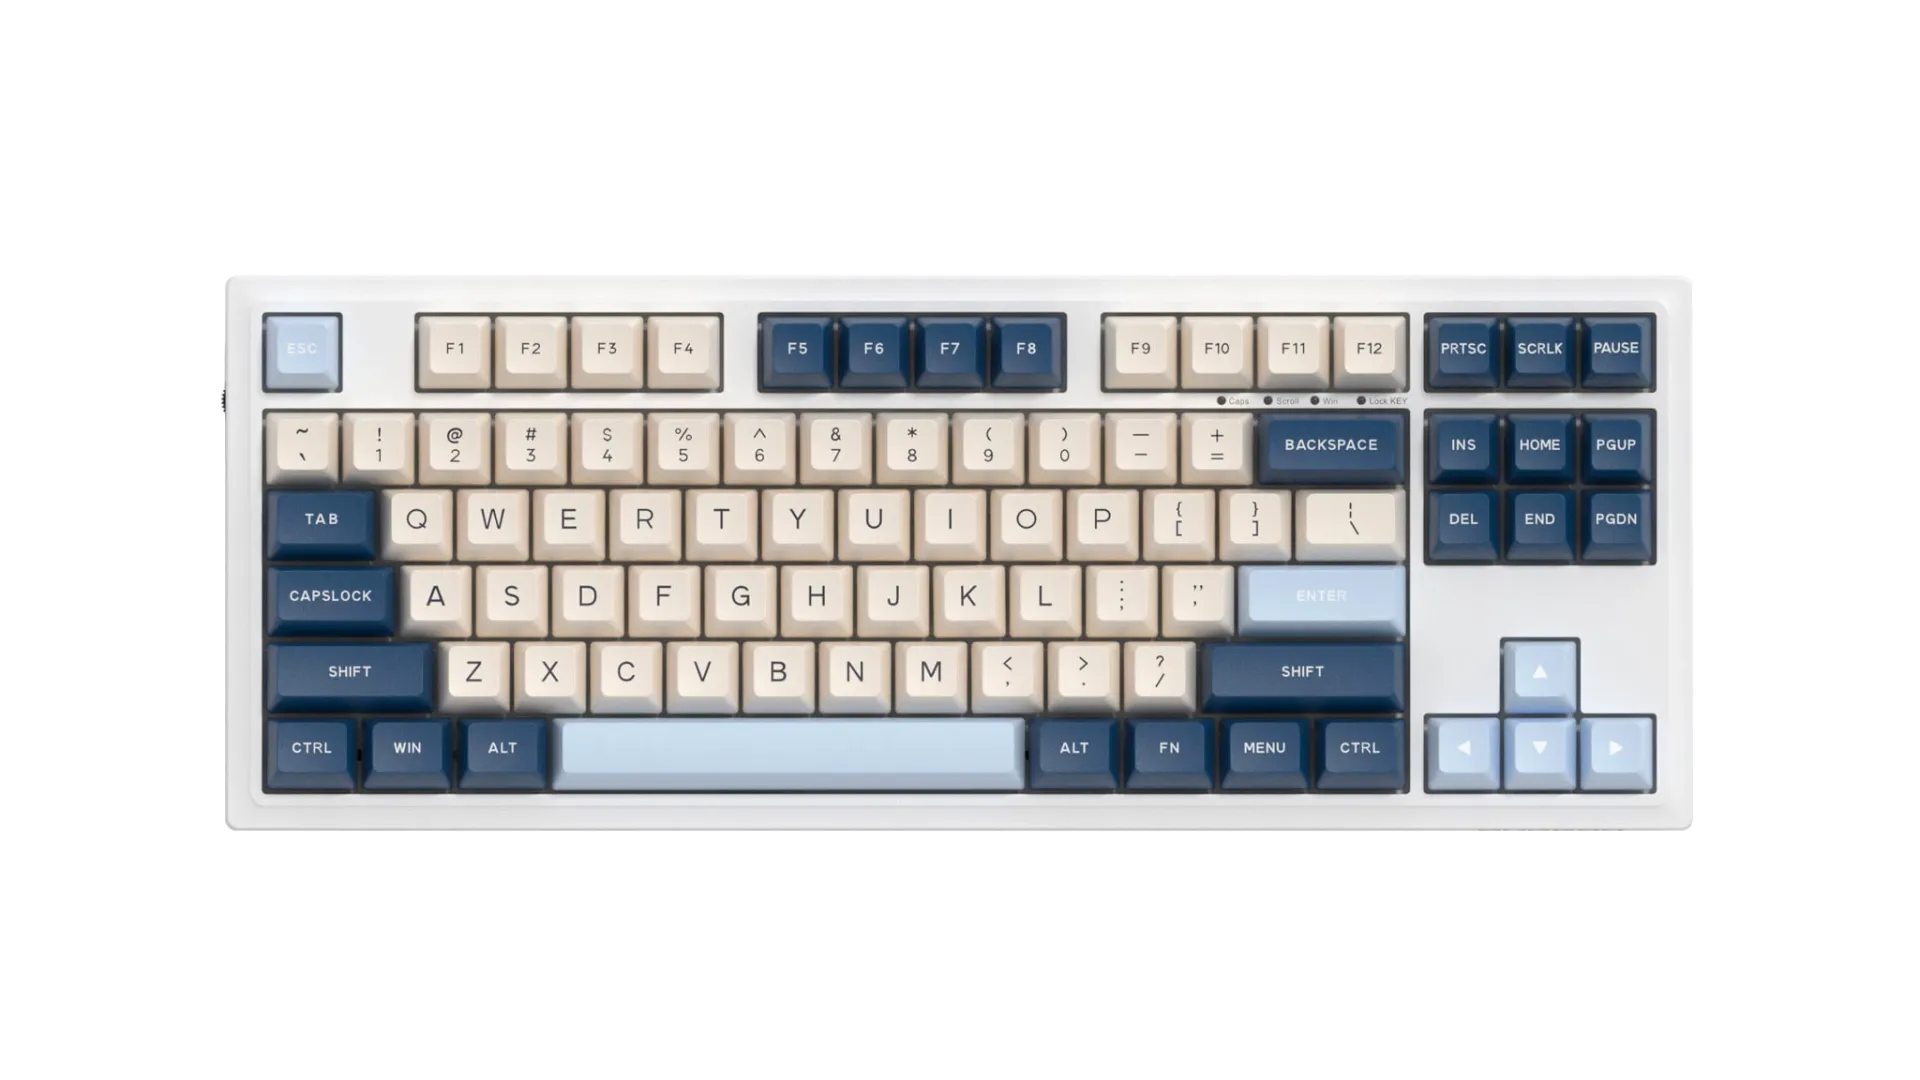 ESC F1 F2 F3 F4 F5 F6 F7 F8 F9 F10 F11 F12 PRTSC SCRLK PAUSE
Caps Scroll Win Lock KEY
~ ! @ # $ % ^ & * ( ) — +
` 1 2 3 4 5 6 7 8 9 0 – = BACKSPACE INS HOME PGUP
TAB Q W E R T Y U I O P { [ } ] ¦ \ DEL END PGDN
CAPSLOCK A S D F G H J K L : ; " ' ENTER
SHIFT Z X C V B N M < , > . ? / SHIFT ▲
CTRL WIN ALT ALT FN MENU CTRL ◀ ▼ ▶